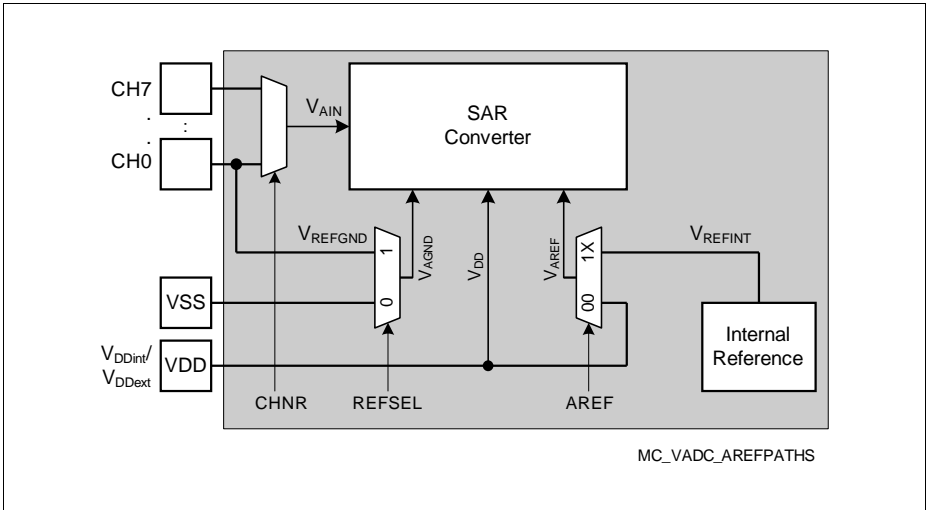 CH7
.
:
.
CH0
V_AIN
SAR
Converter
V_REFGND
1
0
V_AGND
V_DD
V_AREF
1X
00
V_REFINT
VSS
V_DDint/
V_DDext
VDD
Internal
Reference
CHNR
REFSEL
AREF
MC_VADC_AREFPATHS